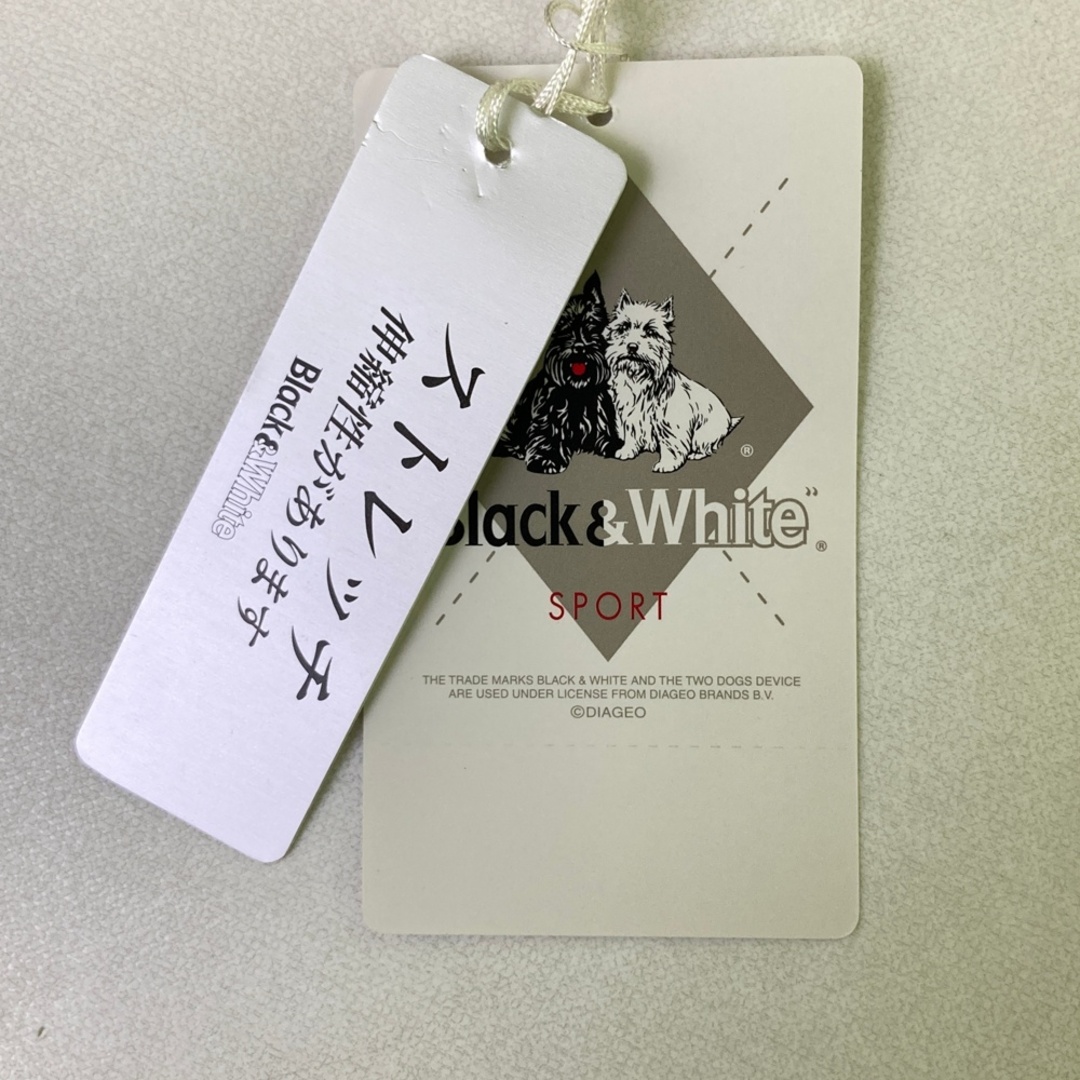 ストレッチ
伸縮性があります
Black&White
Black&White"®
SPORT
THE TRADE MARKS BLACK & WHITE AND THE TWO DOGS DEVICE
ARE USED UNDER LICENSE FROM DIAGEO BRANDS B.V.
©DIAGEO